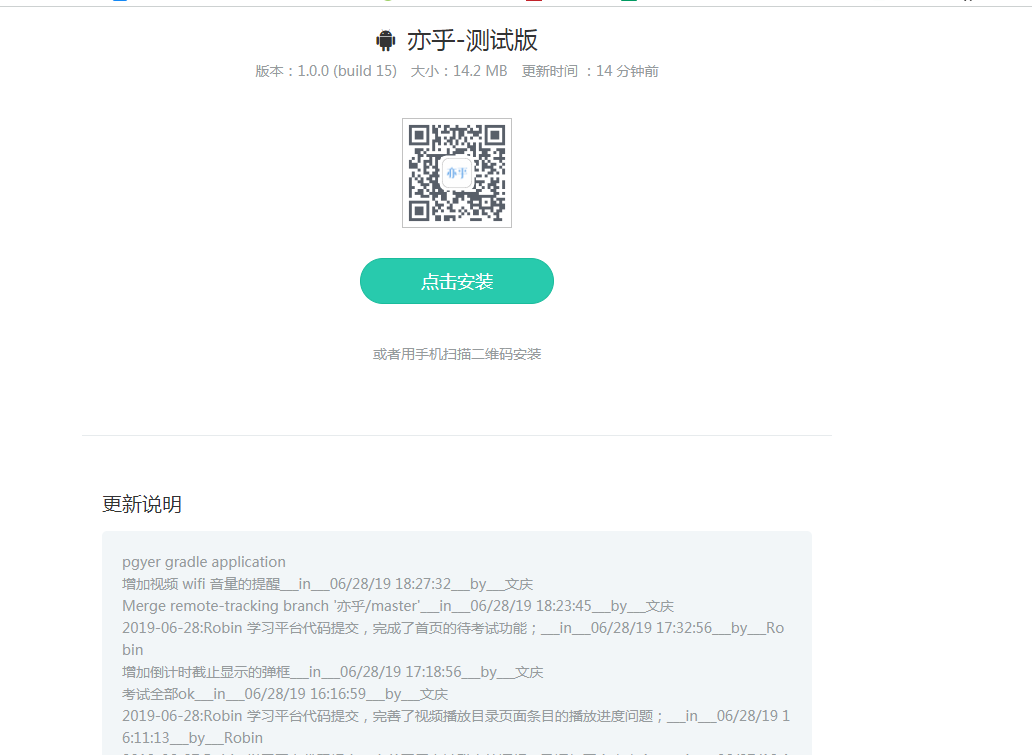 亦乎-测试版
版本：1.0.0 (build 15) 大小：14.2 MB 更新时间 ：14 分钟前
亦乎
点击安装
或者用手机扫描二维码安装
更新说明
pgyer gradle application
增加视频 wifi 音量的提醒___in___06/28/19 18:27:32___by___文庆
Merge remote-tracking branch '亦乎/master'___in___06/28/19 18:23:45___by___文庆
2019-06-28:Robin 学习平台代码提交，完成了首页的待考试功能；___in___06/28/19 17:32:56___by___Ro
bin
增加倒计时截止显示的弹框___in___06/28/19 17:18:56___by___文庆
考试全部ok___in___06/28/19 16:16:59___by___文庆
2019-06-28:Robin 学习平台代码提交，完善了视频播放目录页面条目的播放进度问题；___in___06/28/19 1
6:11:13___by___Robin